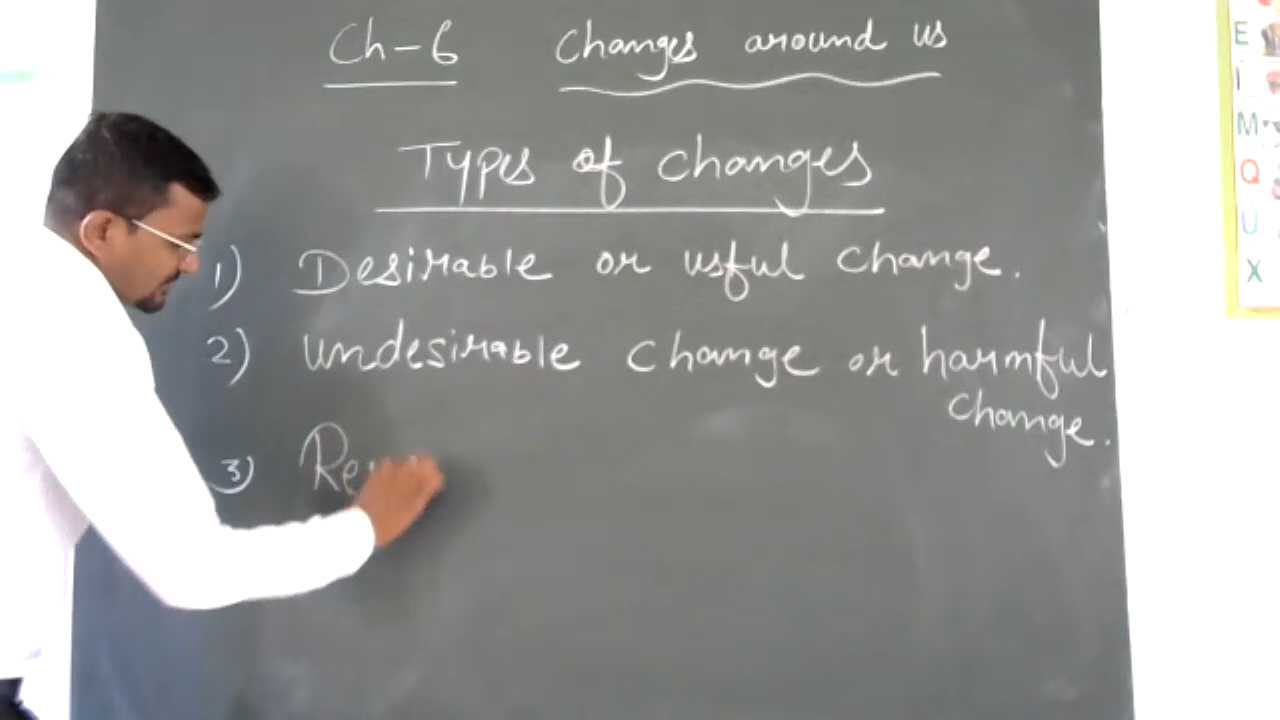 Ch-6 Changes around us
Types of changes
1) Desirable or usful change.
2) undesirable change or harmful
change.
3)
E
I
M
Q
U
X